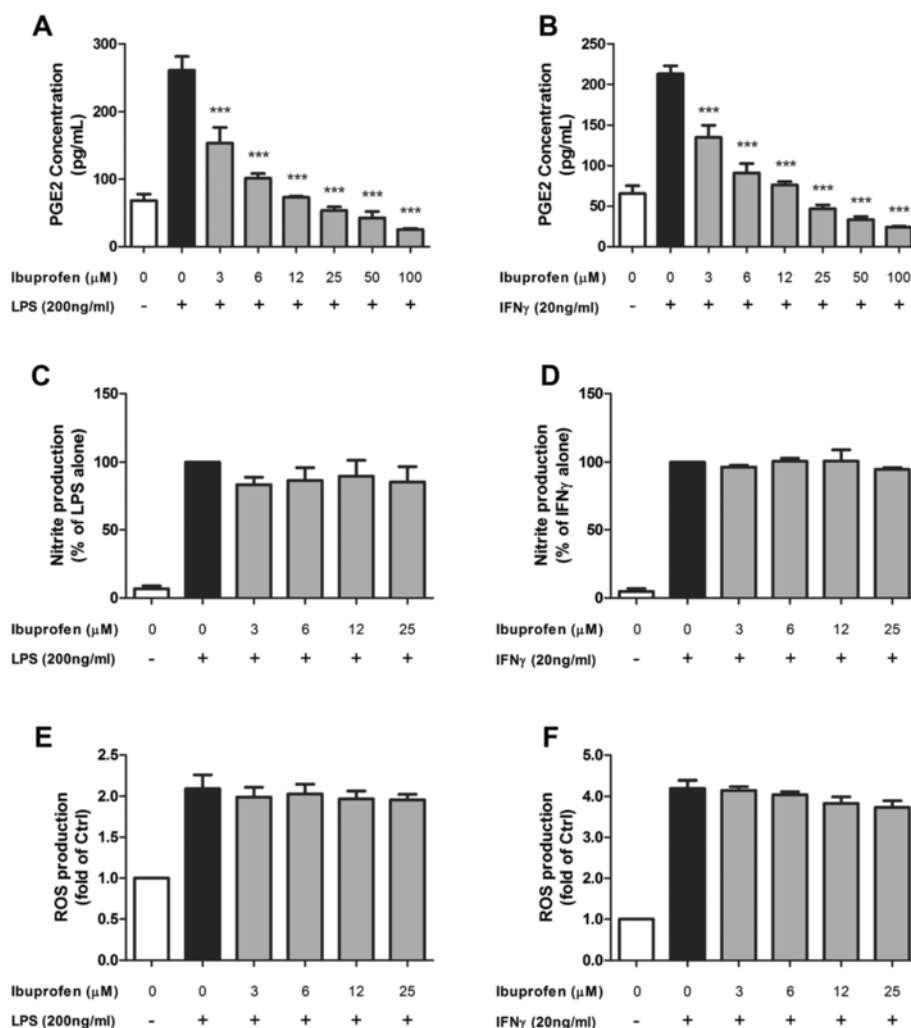 A
PGE2 Concentration
(pg/mL)
300
200
100
0
*** *** *** *** *** ***
Ibuprofen (μM) 0 0 3 6 12 25 50 100
LPS (200ng/ml) - + + + + + + +
B
PGE2 Concentration
(pg/mL)
250
200
150
100
50
0
*** *** *** *** *** ***
Ibuprofen (μM) 0 0 3 6 12 25 50 100
IFNγ (20ng/ml) - + + + + + + +
C
Nitrite production
(% of LPS alone)
150
100
50
0
Ibuprofen (μM) 0 0 3 6 12 25
LPS (200ng/ml) - + + + + +
D
Nitrite production
(% of IFNγ alone)
150
100
50
0
Ibuprofen (μM) 0 0 3 6 12 25
IFNγ (20ng/ml) - + + + + +
E
ROS production
(fold of Ctrl)
2.5
2.0
1.5
1.0
0.5
0.0
Ibuprofen (μM) 0 0 3 6 12 25
LPS (200ng/ml) - + + + + +
F
ROS production
(fold of Ctrl)
5.0
4.0
3.0
2.0
1.0
0.0
Ibuprofen (μM) 0 0 3 6 12 25
IFNγ (20ng/ml) - + + + + +